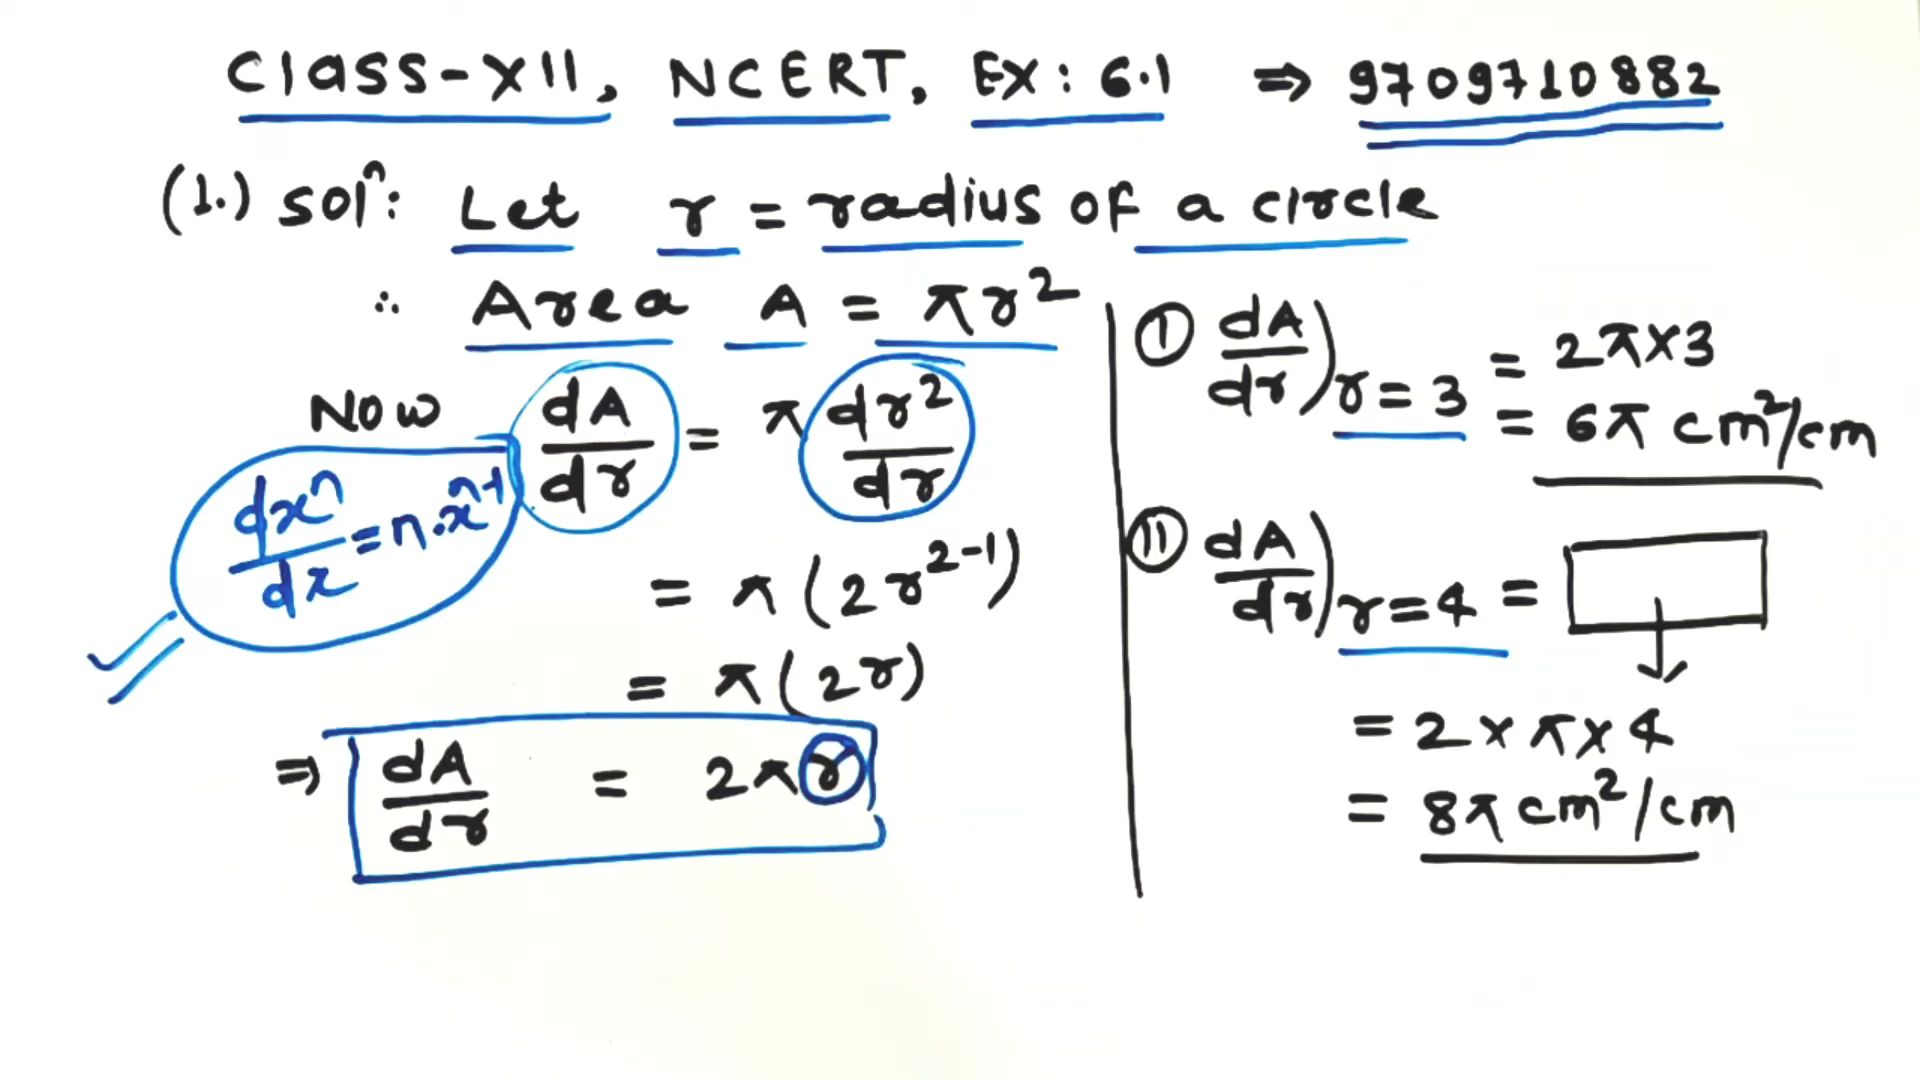 Class-XII, NCERT, EX: 6.1 ⇒ 9709710882
(1.) Solⁿ: Let r = radius of a circle
∴ Area A = πr²
Now dA/dr = π dr²/dr
dxⁿ/dx = n.xⁿ⁻¹
= π(2r²⁻¹)
= π(2r)
⇒ dA/dr = 2πr
(I) dA/dr)r=3 = 2π×3
= 6π cm²/cm
(II) dA/dr)r=4 =
= 2×π×4
= 8π cm²/cm